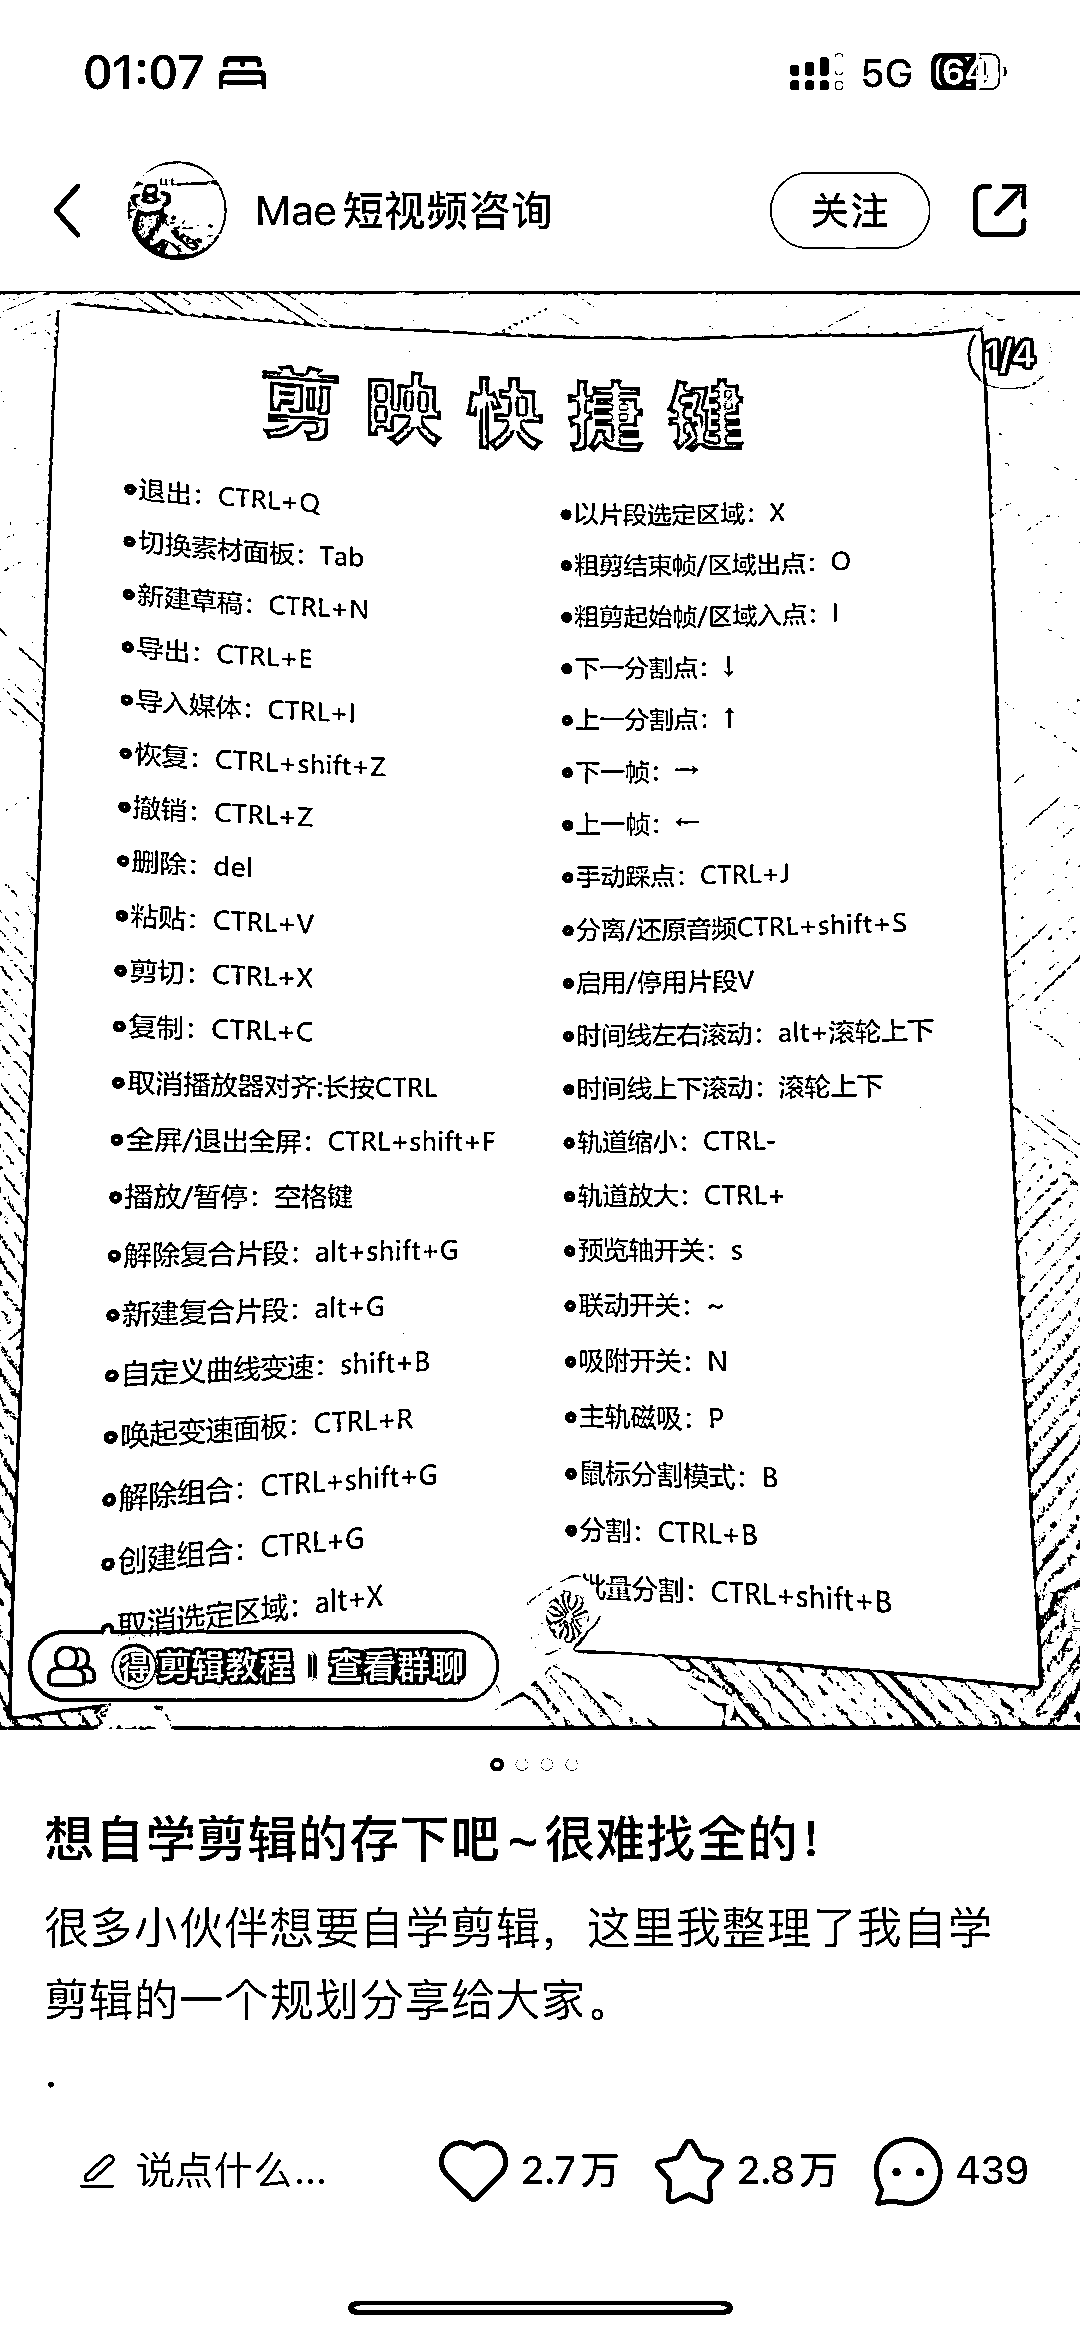 01:07
5G
64
Mae短视频咨询
关注
1/4
剪映快捷键
•退出：CTRL+Q
•切换素材面板：Tab
•新建草稿：CTRL+N
•导出：CTRL+E
•导入媒体：CTRL+I
•恢复：CTRL+shift+Z
•撤销：CTRL+Z
•删除：del
•粘贴：CTRL+V
•剪切：CTRL+X
•复制：CTRL+C
•取消播放器对齐:长按CTRL
•全屏/退出全屏：CTRL+shift+F
•播放/暂停：空格键
•解除复合片段：alt+shift+G
•新建复合片段：alt+G
•自定义曲线变速：shift+B
•唤起变速面板：CTRL+R
•解除组合：CTRL+shift+G
•创建组合：CTRL+G
•取消选定区域：alt+X
•以片段选定区域：X
•粗剪结束帧/区域出点：O
•粗剪起始帧/区域入点：I
•下一分割点：↓
•上一分割点：↑
•下一帧：→
•上一帧：←
•手动踩点：CTRL+J
•分离/还原音频CTRL+shift+S
•启用/停用片段V
•时间线左右滚动：alt+滚轮上下
•时间线上下滚动：滚轮上下
•轨道缩小：CTRL-
•轨道放大：CTRL+
•预览轴开关：s
•联动开关：~
•吸附开关：N
•主轨磁吸：P
•鼠标分割模式：B
•分割：CTRL+B
批量分割：CTRL+shift+B
得剪辑教程 | 查看群聊
想自学剪辑的存下吧~很难找全的！
很多小伙伴想要自学剪辑，这里我整理了我自学
剪辑的一个规划分享给大家。
.
说点什么...
2.7万
2.8万
439